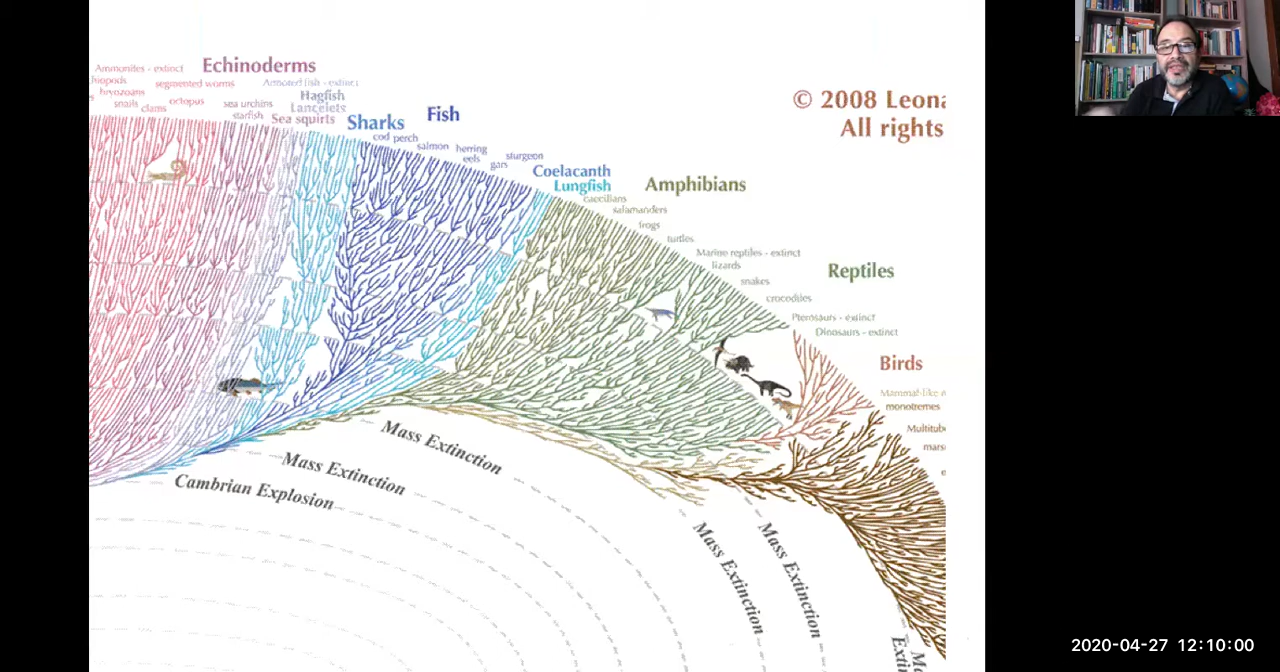 Echinoderms
Ammonites - extinct
segmented worms
bryozoans
snails
clams
octopus
sea urchins
starfish
Armored fish - extinct
Hagfish
Lancelets
Sea squirts
Sharks
Fish
cod
perch
salmon
herring
eels
gars
sturgeon
Coelacanth
Lungfish
Amphibians
caecilians
salamanders
frogs
turtles
Marine reptiles - extinct
lizards
snakes
Reptiles
crocodiles
Pterosaurs - extinct
Dinosaurs - extinct
Birds
Mammal-like
monotremes
© 2008 Leona
All rights
Mass Extinction
Mass Extinction
Cambrian Explosion
Mass Extinction
Mass Extinction
2020-04-27 12:10:00